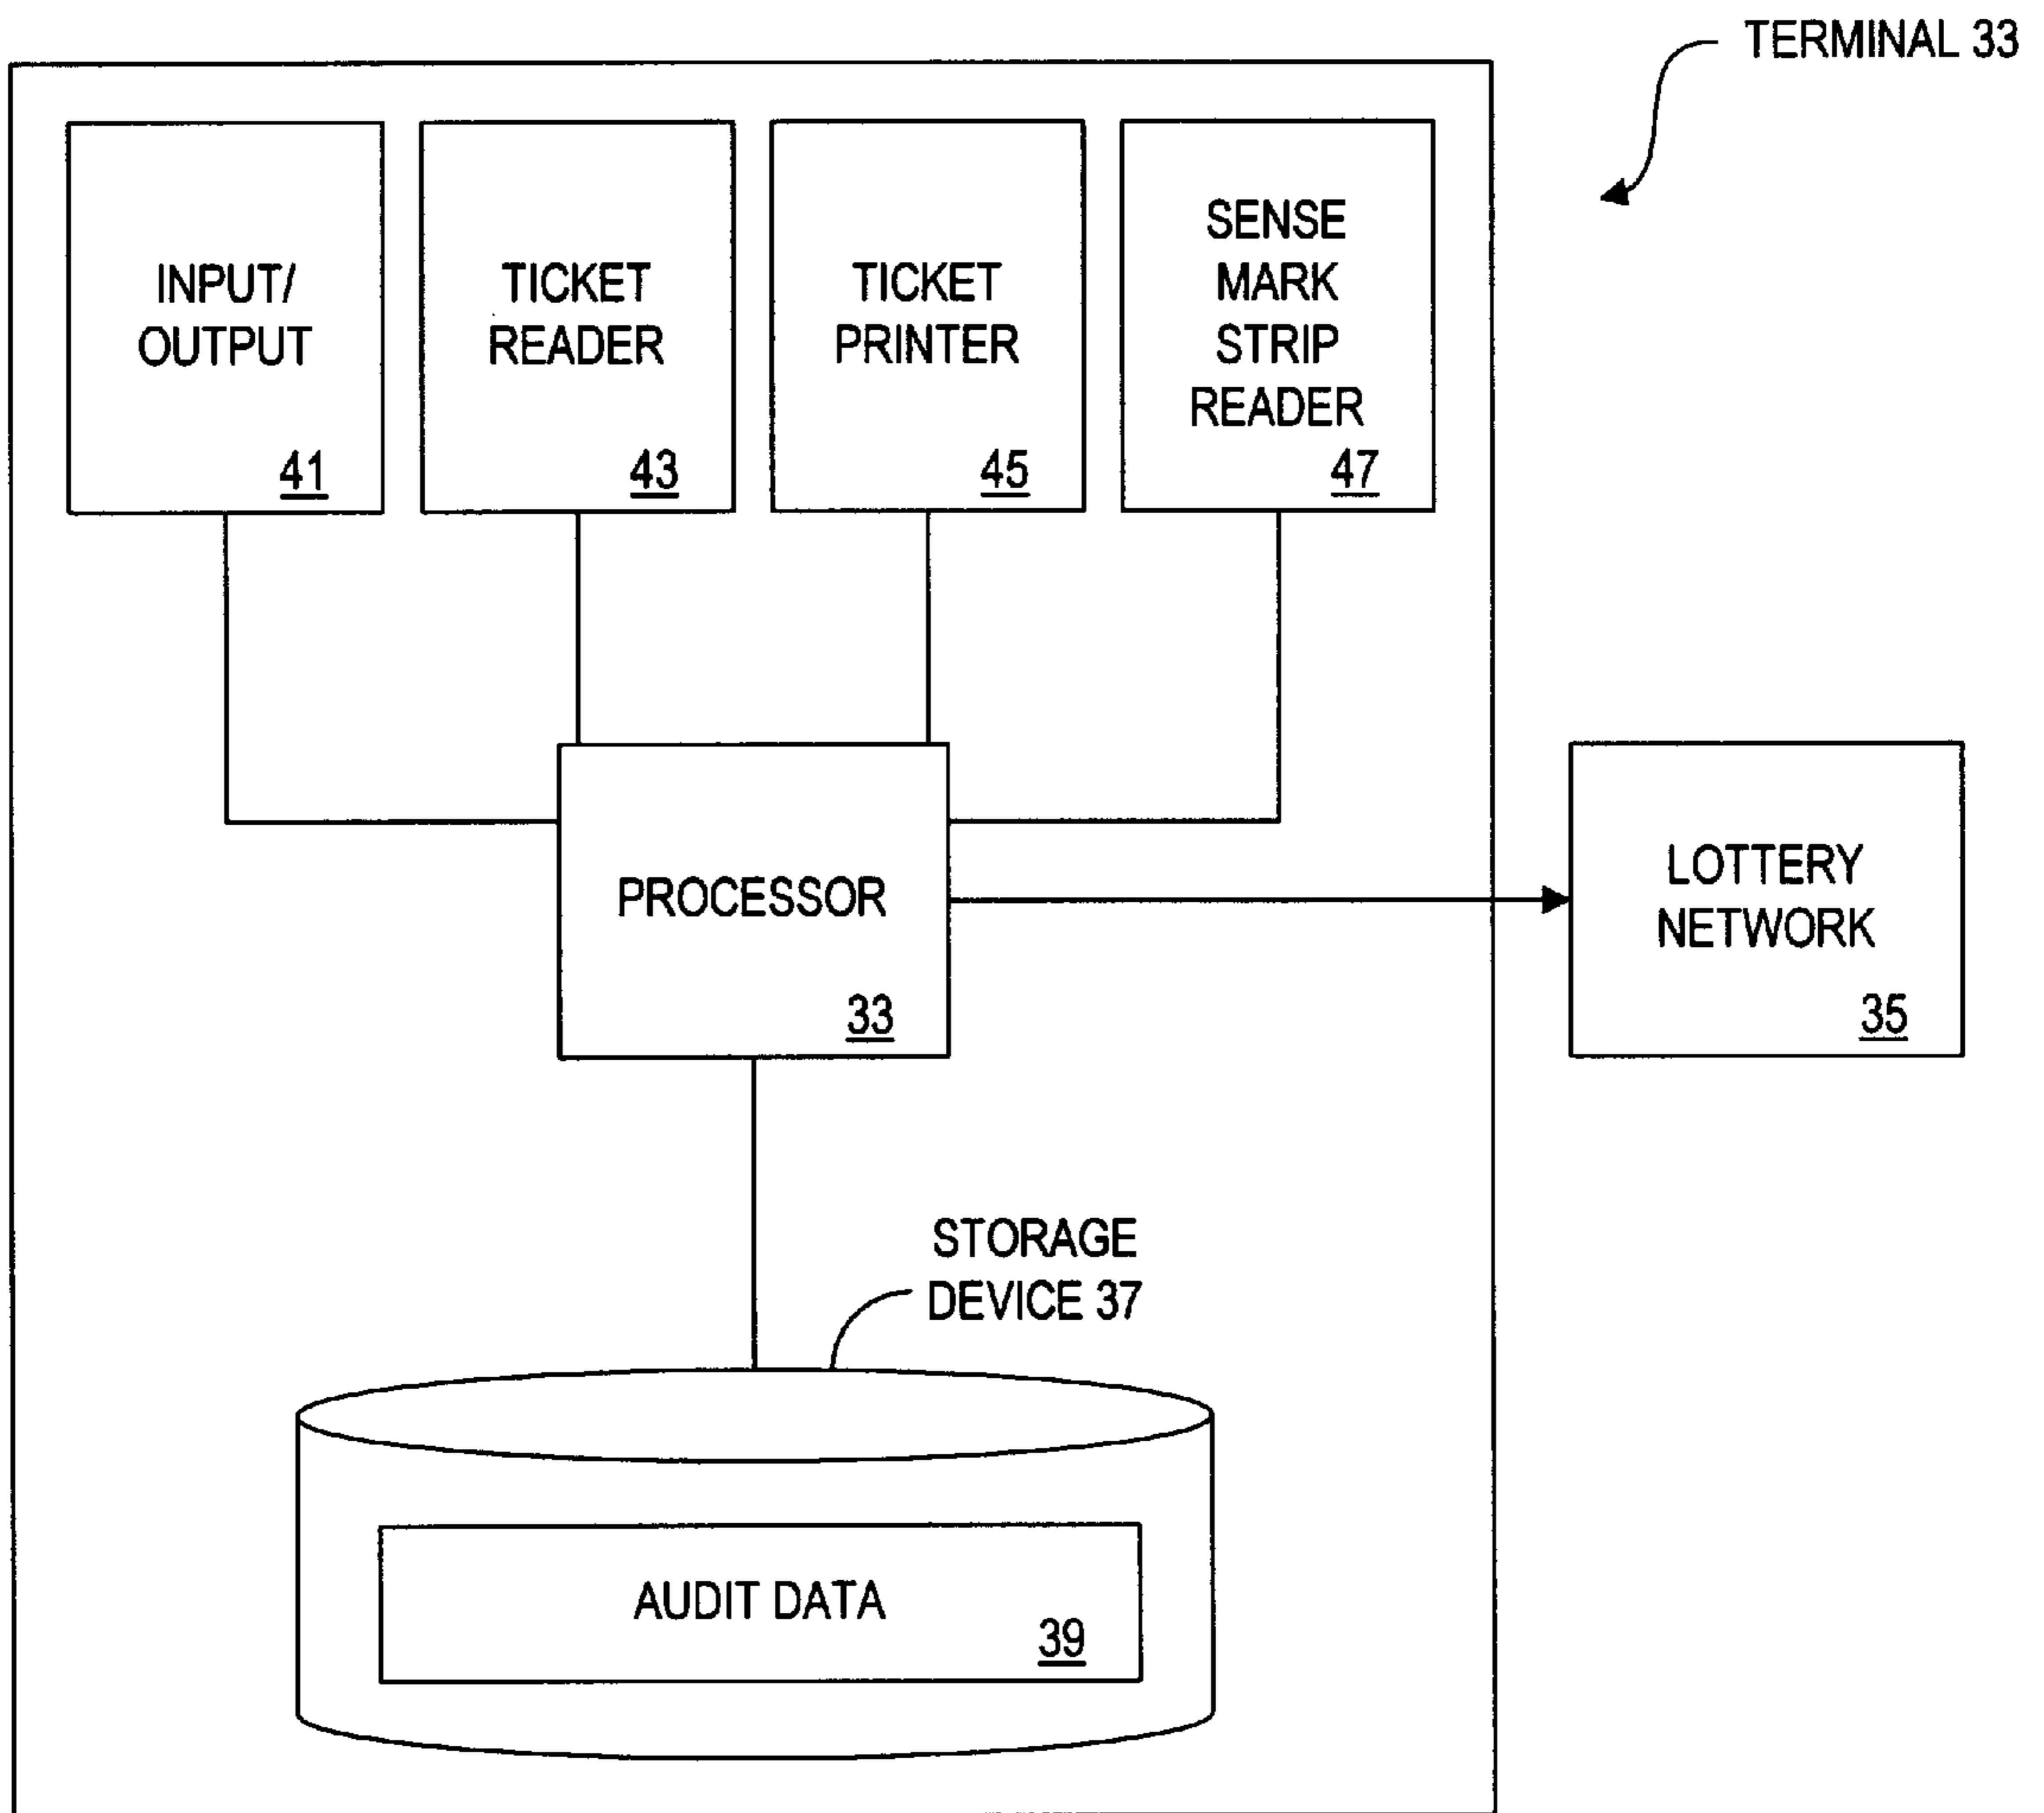 TERMINAL 33
INPUT/
OUTPUT
41
TICKET
READER
43
TICKET
PRINTER
45
SENSE
MARK
STRIP
READER
47
PROCESSOR
33
LOTTERY
NETWORK
35
STORAGE
DEVICE 37
AUDIT DATA
39